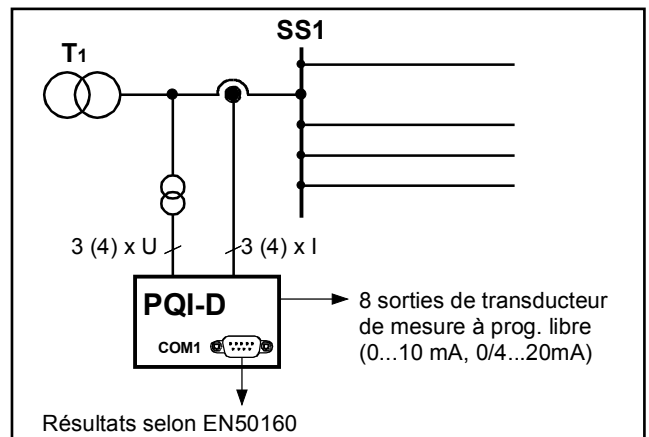 SS1
T1
3 (4) x U
3 (4) x I
PQI-D
COM1
8 sorties de transducteur
de mesure à prog. libre
(0...10 mA, 0/4...20mA)
Résultats selon EN50160